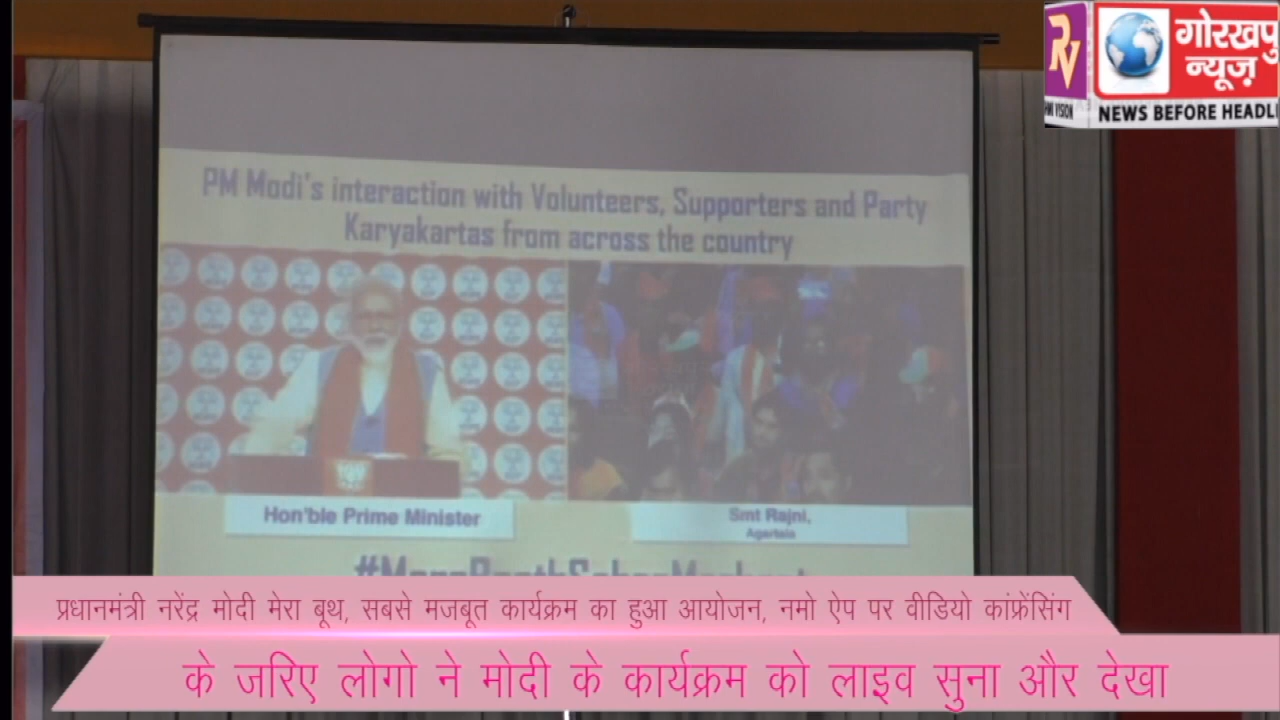 गोरखपु
न्यूज़
RV
VISION
NEWS BEFORE HEADLI
PM Modi's interaction with Volunteers, Supporters and Party
Karyakartas from across the country
Hon'ble Prime Minister
Smt Rajni,
Agartala
प्रधानमंत्री नरेंद्र मोदी मेरा बूथ, सबसे मजबूत कार्यक्रम का हुआ आयोजन, नमो ऐप पर वीडियो कांफ्रेंसिंग
के जरिए लोगो ने मोदी के कार्यक्रम को लाइव सुना और देखा